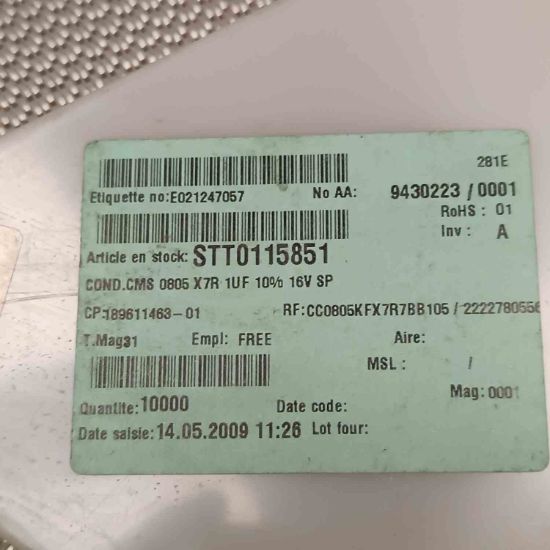 281E
Etiquette no:E021247057 No AA: 9430223 / 0001
RoHS : 01
Inv : A
Article en stock: STT0115851
COND.CMS 0805 X7R 1UF 10% 16V SP
CP:189611463-01 RF:CC0805KFX7R7BB105 / 2222780556
T.Mag31 Empl: FREE Aire:
MSL : /
Mag: 0001
Quantite: 10000 Date code:
Date saisie: 14.05.2009 11:26 Lot four: